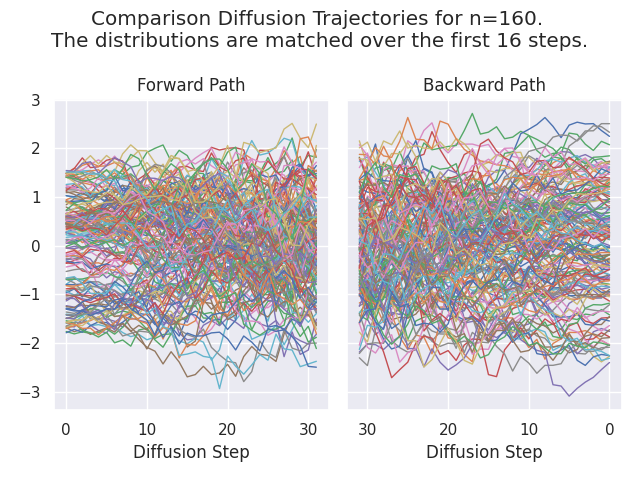 Comparison Diffusion Trajectories for n=160.
The distributions are matched over the first 16 steps.
Forward Path
Backward Path
3
2
1
0
−1
−2
−3
0 10 20 30
30 20 10 0
Diffusion Step
Diffusion Step